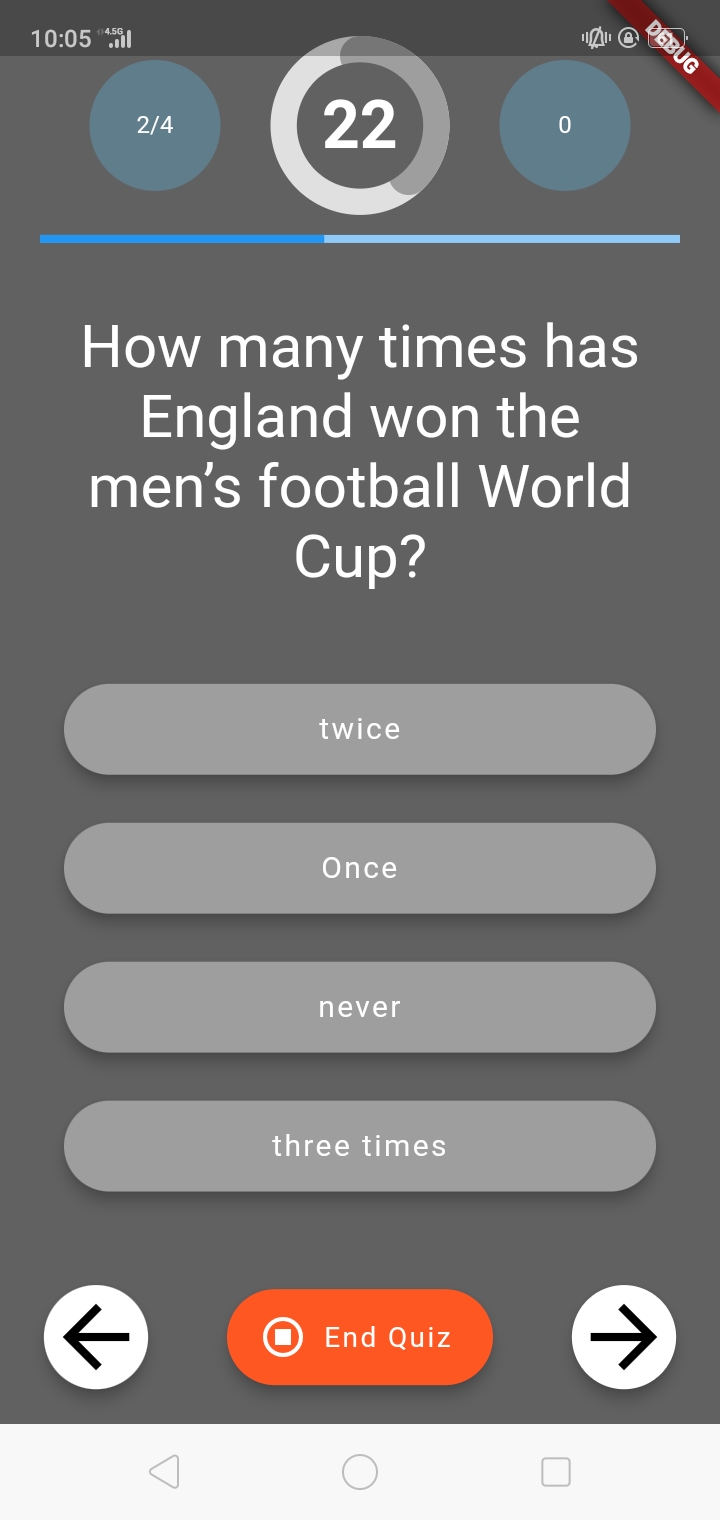 10:05 4.5G
DEBUG
2/4
22
0
How many times has
England won the
men’s football World
Cup?
twice
Once
never
three times
End Quiz